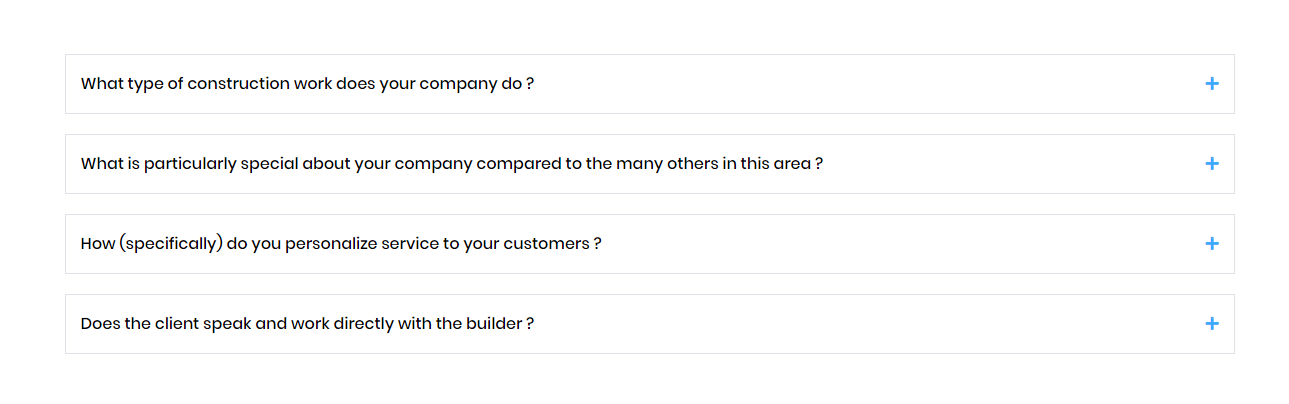 What type of construction work does your company do ?
What is particularly special about your company compared to the many others in this area ?
How (specifically) do you personalize service to your customers ?
Does the client speak and work directly with the builder ?